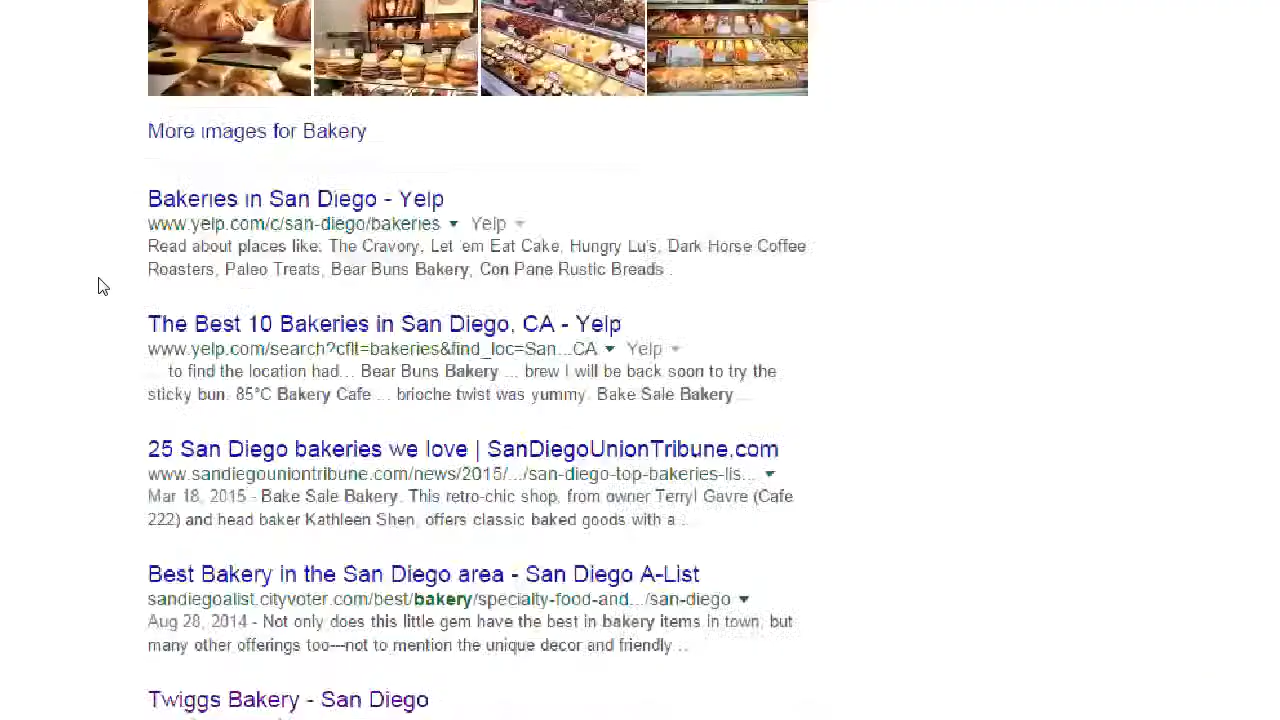 More images for Bakery
Bakeries in San Diego - Yelp
www.yelp.com/c/san-diego/bakeries Yelp
Read about places like: The Cravory, Let 'em Eat Cake, Hungry Lu's, Dark Horse Coffee
Roasters, Paleo Treats, Bear Buns Bakery, Con Pane Rustic Breads .
The Best 10 Bakeries in San Diego, CA - Yelp
www.yelp.com/search?cflt=bakeries&find_loc=San...CA Yelp
to find the location had... Bear Buns Bakery ... brew I will be back soon to try the
sticky bun. 85°C Bakery Cafe ... brioche twist was yummy. Bake Sale Bakery ...
25 San Diego bakeries we love | SanDiegoUnionTribune.com
www.sandiegouniontribune.com/news/2015/.../san-diego-top-bakeries-lis...
Mar 18, 2015 - Bake Sale Bakery. This retro-chic shop, from owner Terryl Gavre (Cafe
222) and head baker Kathleen Shen, offers classic baked goods with a ...
Best Bakery in the San Diego area - San Diego A-List
sandiegoalist.cityvoter.com/best/bakery/specialty-food-and.../san-diego
Aug 28, 2014 - Not only does this little gem have the best in bakery items in town, but
many other offerings too---not to mention the unique decor and friendly ...
Twiggs Bakery - San Diego